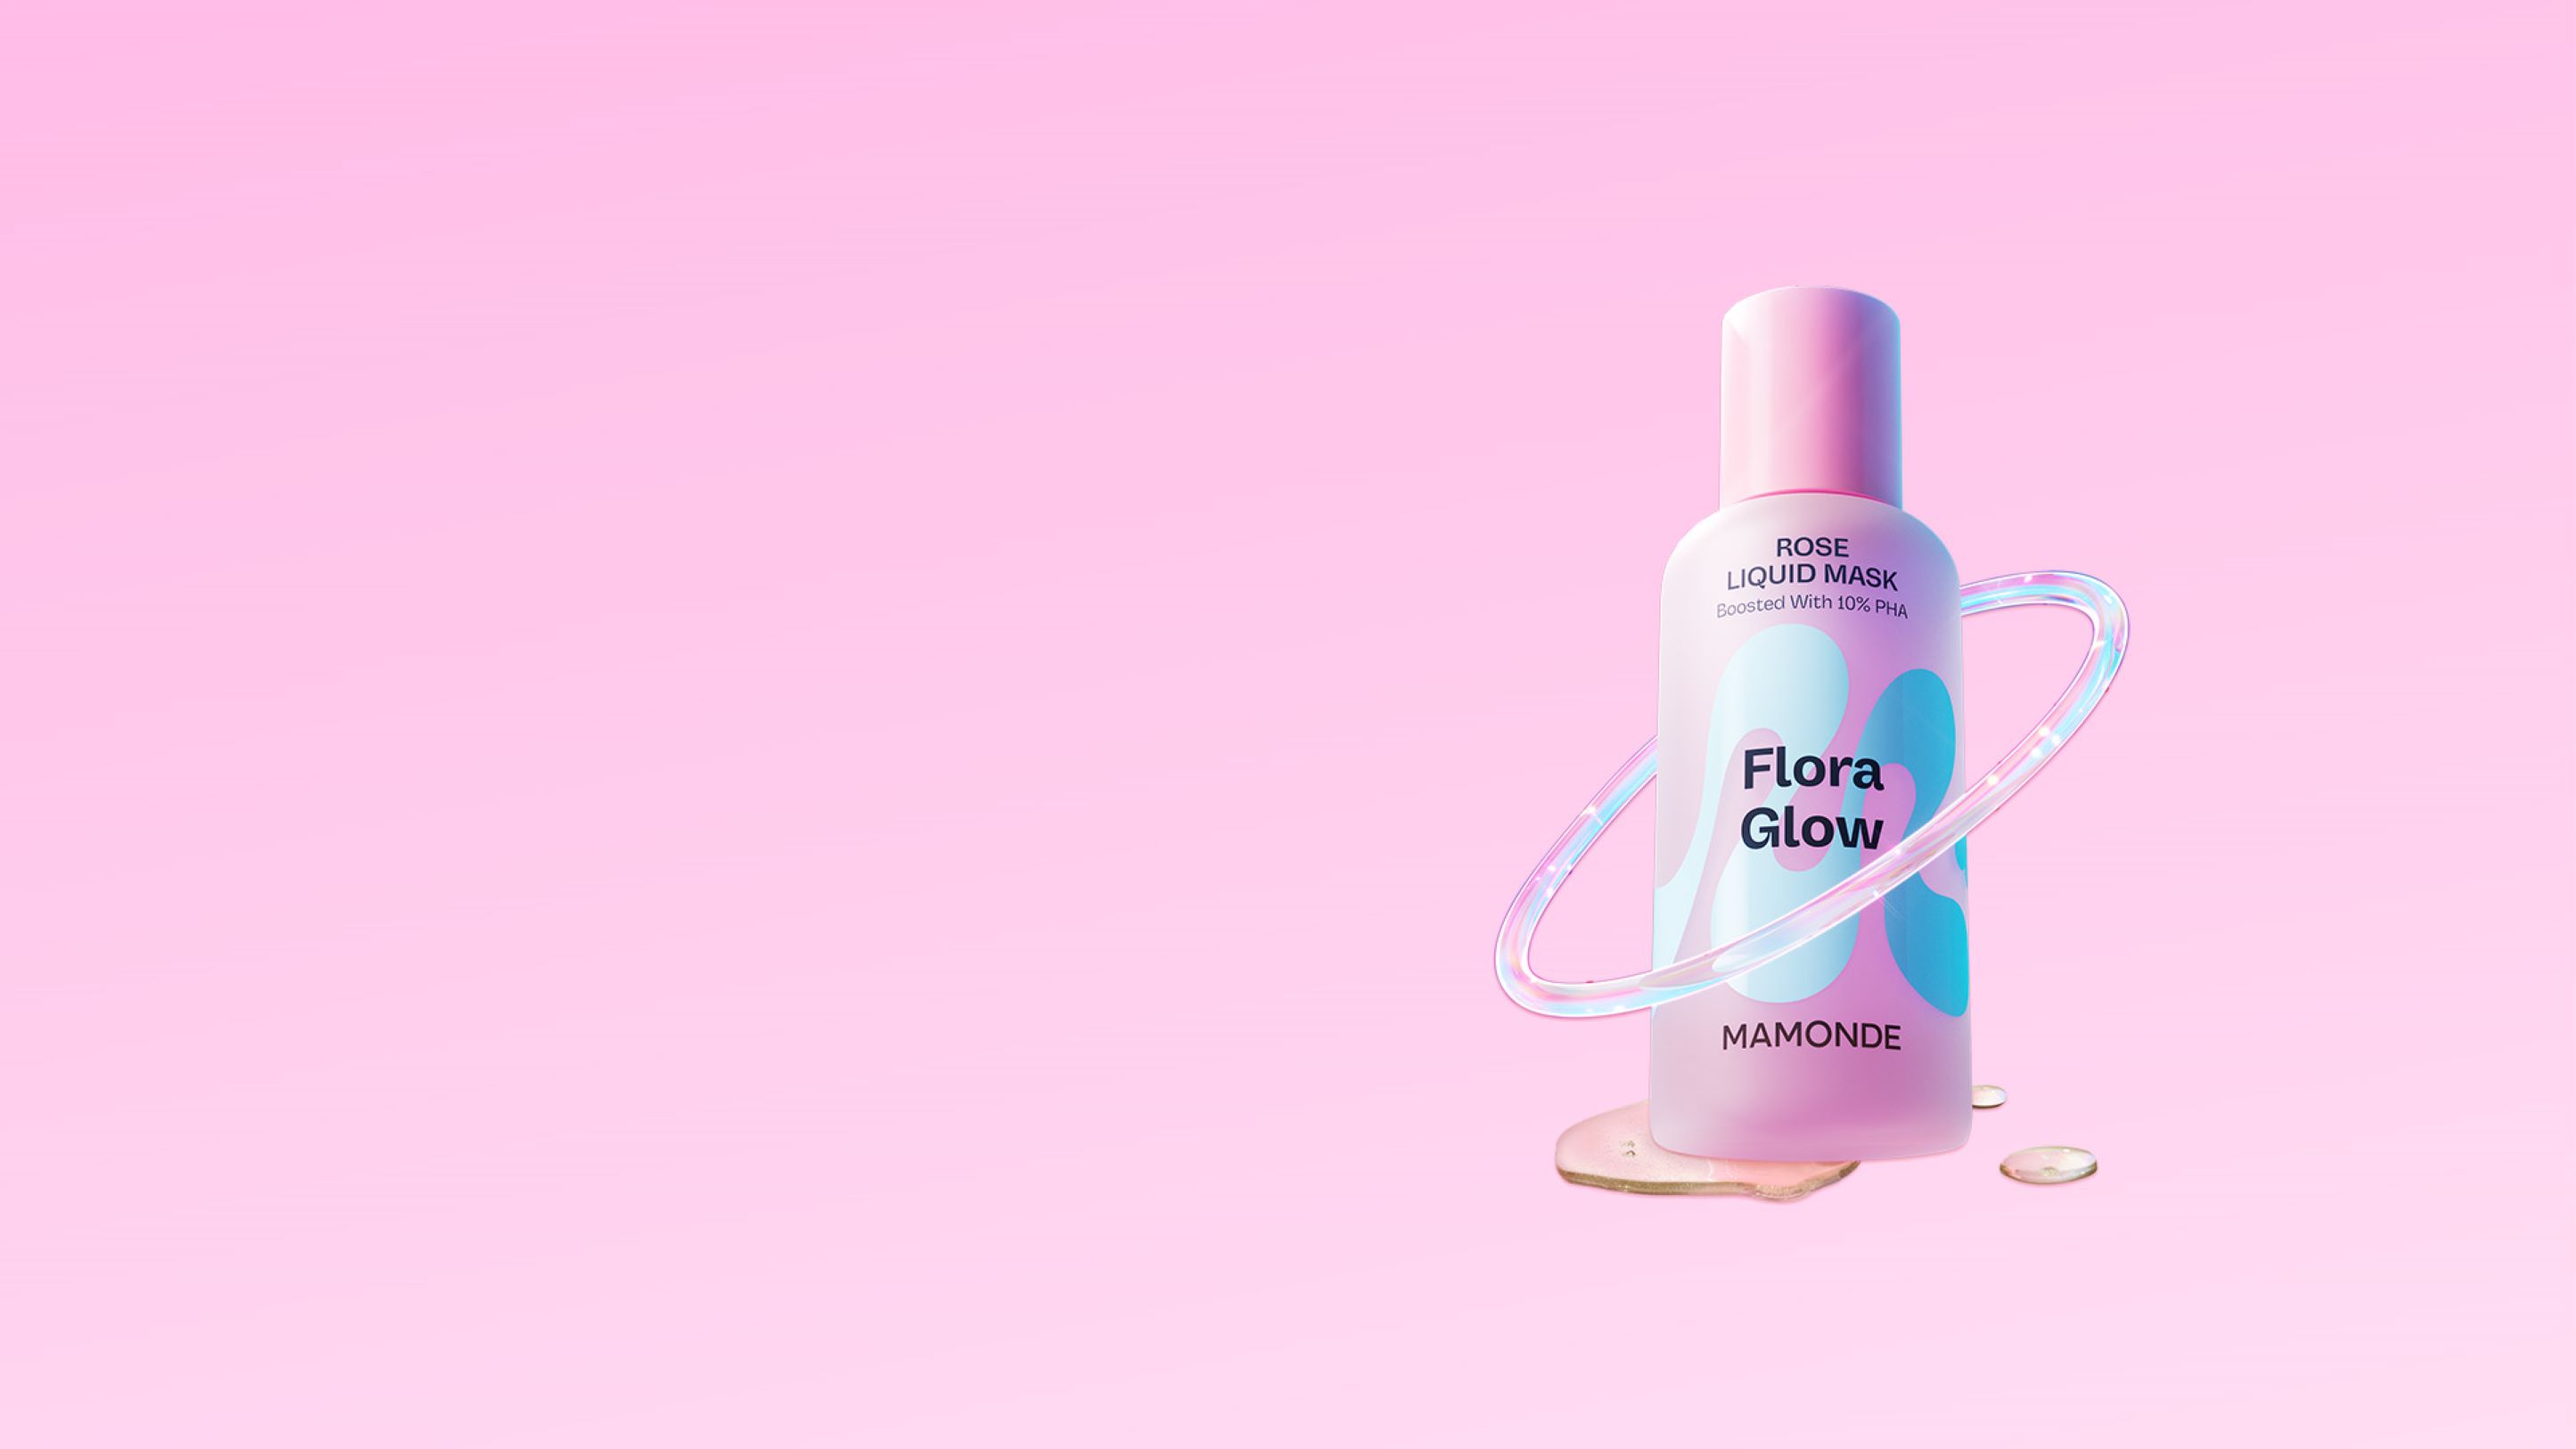 ROSE
LIQUID MASK
Boosted With 10% PHA
Flora
Glow
MAMONDE